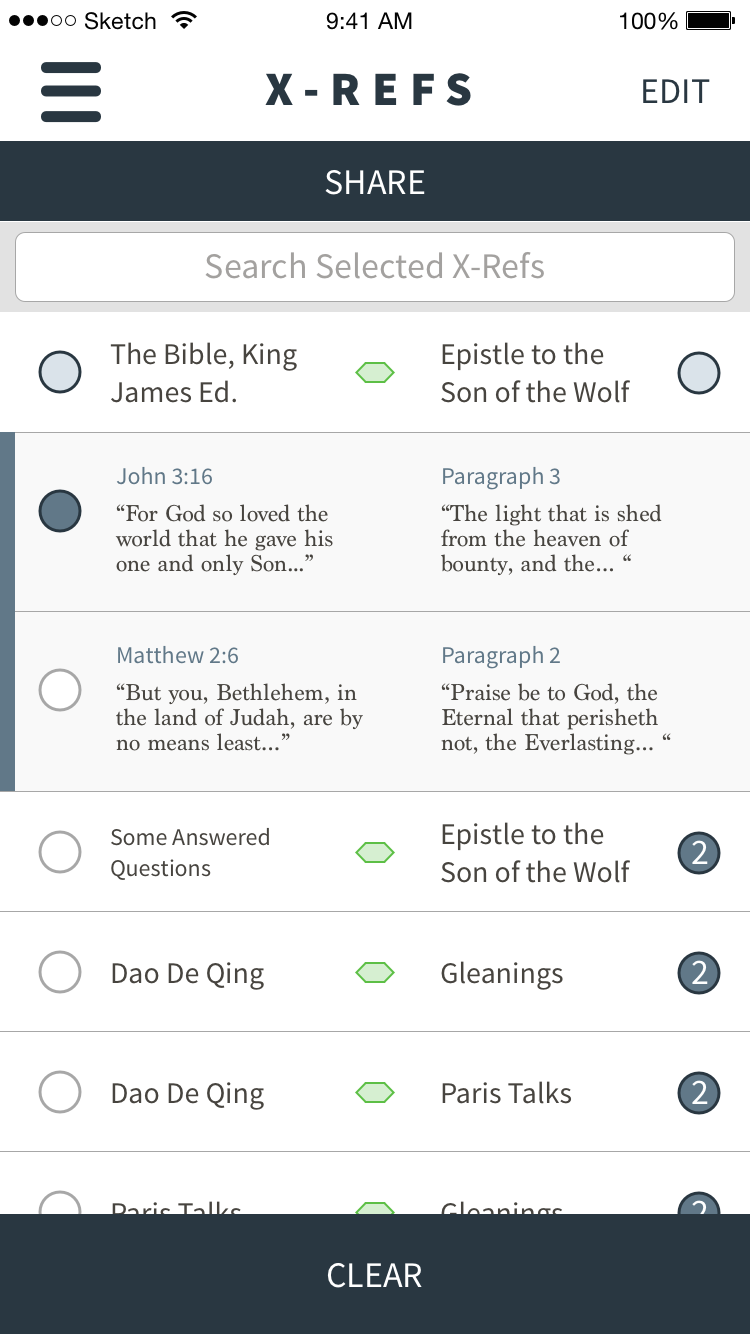 Sketch 9:41 AM 100%
X-REFS EDIT
SHARE
Search Selected X-Refs
The Bible, King
James Ed.
Epistle to the
Son of the Wolf
John 3:16
“For God so loved the
world that he gave his
one and only Son...”
Paragraph 3
“The light that is shed
from the heaven of
bounty, and the... “
Matthew 2:6
“But you, Bethlehem, in
the land of Judah, are by
no means least...”
Paragraph 2
“Praise be to God, the
Eternal that perisheth
not, the Everlasting... “
Some Answered
Questions
Epistle to the
Son of the Wolf
2
Dao De Qing Gleanings 2
Dao De Qing Paris Talks 2
Paris Talks Gleanings 2
CLEAR